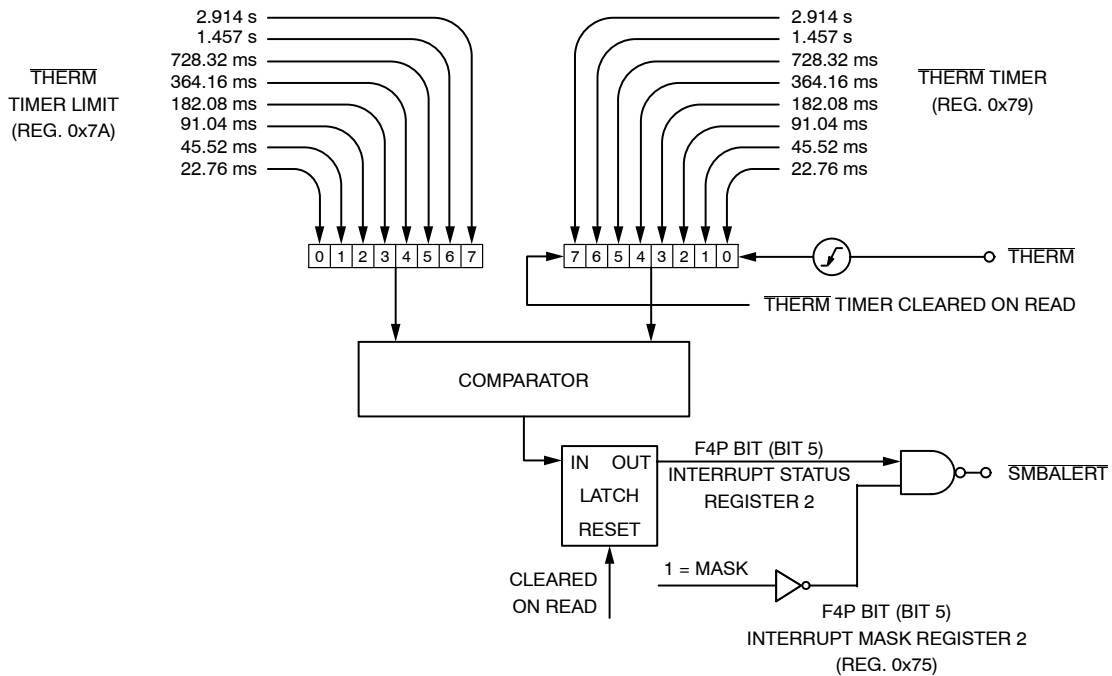 2.914 s
1.457 s
728.32 ms
364.16 ms
182.08 ms
91.04 ms
45.52 ms
22.76 ms
THERM
TIMER LIMIT
(REG. 0x7A)
2.914 s
1.457 s
728.32 ms
364.16 ms
182.08 ms
91.04 ms
45.52 ms
22.76 ms
THERM TIMER
(REG. 0x79)
0 1 2 3 4 5 6 7
7 6 5 4 3 2 1 0
THERM
THERM TIMER CLEARED ON READ
COMPARATOR
IN OUT
LATCH
RESET
F4P BIT (BIT 5)
INTERRUPT STATUS
REGISTER 2
SMBALERT
CLEARED
ON READ
1 = MASK
F4P BIT (BIT 5)
INTERRUPT MASK REGISTER 2
(REG. 0x75)